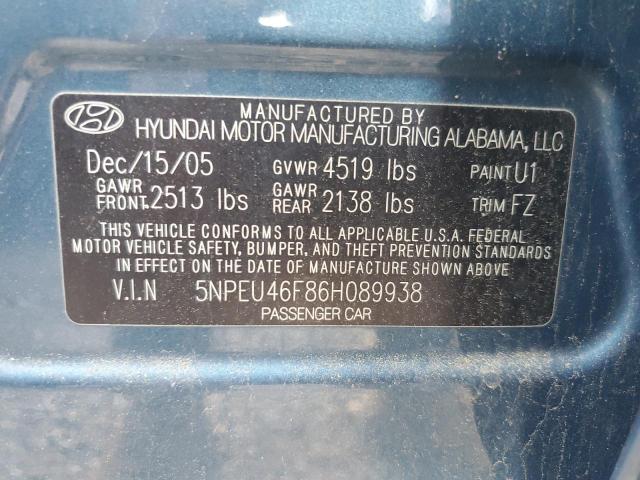 MANUFACTURED BY
HYUNDAI MOTOR MANUFACTURING ALABAMA, LLC
Dec/15/05 GVWR 4519 lbs PAINT U1
GAWR FRONT 2513 lbs GAWR REAR 2138 lbs TRIM FZ
THIS VEHICLE CONFORMS TO ALL APPLICABLE U.S.A. FEDERAL
MOTOR VEHICLE SAFETY, BUMPER, AND THEFT PREVENTION STANDARDS
IN EFFECT ON THE DATE OF MANUFACTURE SHOWN ABOVE
V.I.N 5NPEU46F86H089938
PASSENGER CAR